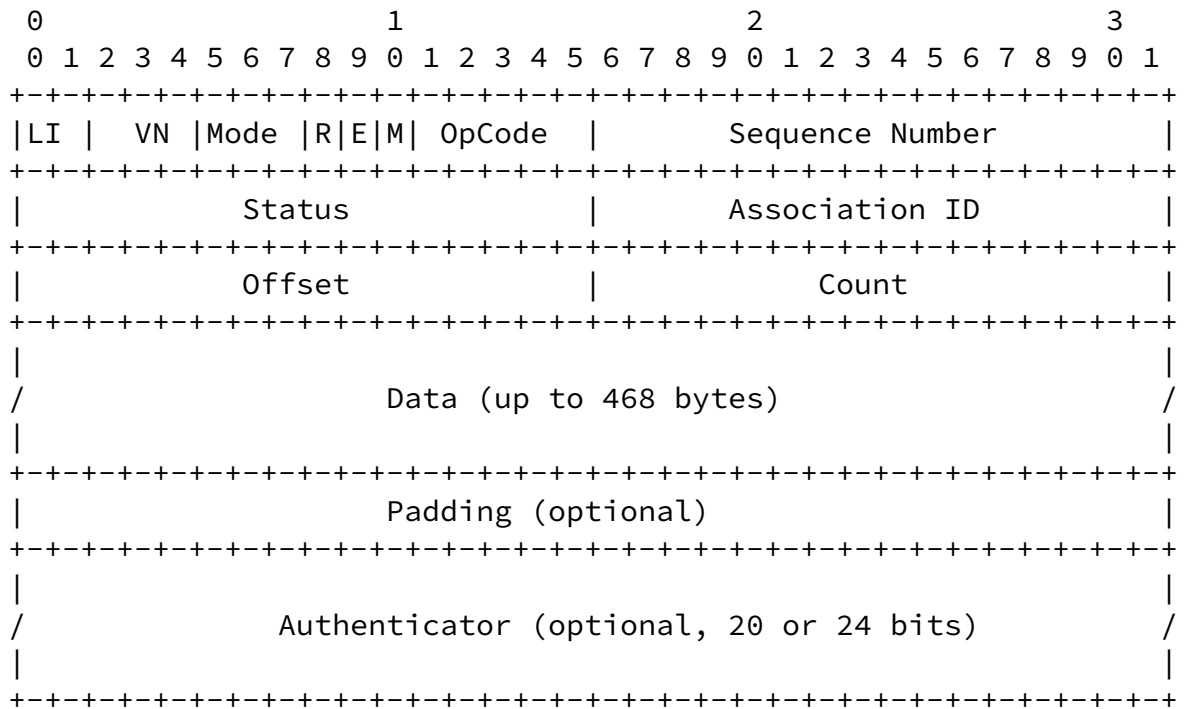 0                   1                   2                   3
 0 1 2 3 4 5 6 7 8 9 0 1 2 3 4 5 6 7 8 9 0 1 2 3 4 5 6 7 8 9 0 1
+-+-+-+-+-+-+-+-+-+-+-+-+-+-+-+-+-+-+-+-+-+-+-+-+-+-+-+-+-+-+-+-+
|LI |  VN |Mode |R|E|M| OpCode  |       Sequence Number         |
+-+-+-+-+-+-+-+-+-+-+-+-+-+-+-+-+-+-+-+-+-+-+-+-+-+-+-+-+-+-+-+-+
|            Status             |       Association ID          |
+-+-+-+-+-+-+-+-+-+-+-+-+-+-+-+-+-+-+-+-+-+-+-+-+-+-+-+-+-+-+-+-+
|            Offset             |            Count              |
+-+-+-+-+-+-+-+-+-+-+-+-+-+-+-+-+-+-+-+-+-+-+-+-+-+-+-+-+-+-+-+-+
|                                                               |
/                    Data (up to 468 bytes)                     /
|                                                               |
+-+-+-+-+-+-+-+-+-+-+-+-+-+-+-+-+-+-+-+-+-+-+-+-+-+-+-+-+-+-+-+-+
|                    Padding (optional)                         |
+-+-+-+-+-+-+-+-+-+-+-+-+-+-+-+-+-+-+-+-+-+-+-+-+-+-+-+-+-+-+-+-+
|                                                               |
/              Authenticator (optional, 20 or 24 bits)          /
|                                                               |
+-+-+-+-+-+-+-+-+-+-+-+-+-+-+-+-+-+-+-+-+-+-+-+-+-+-+-+-+-+-+-+-+